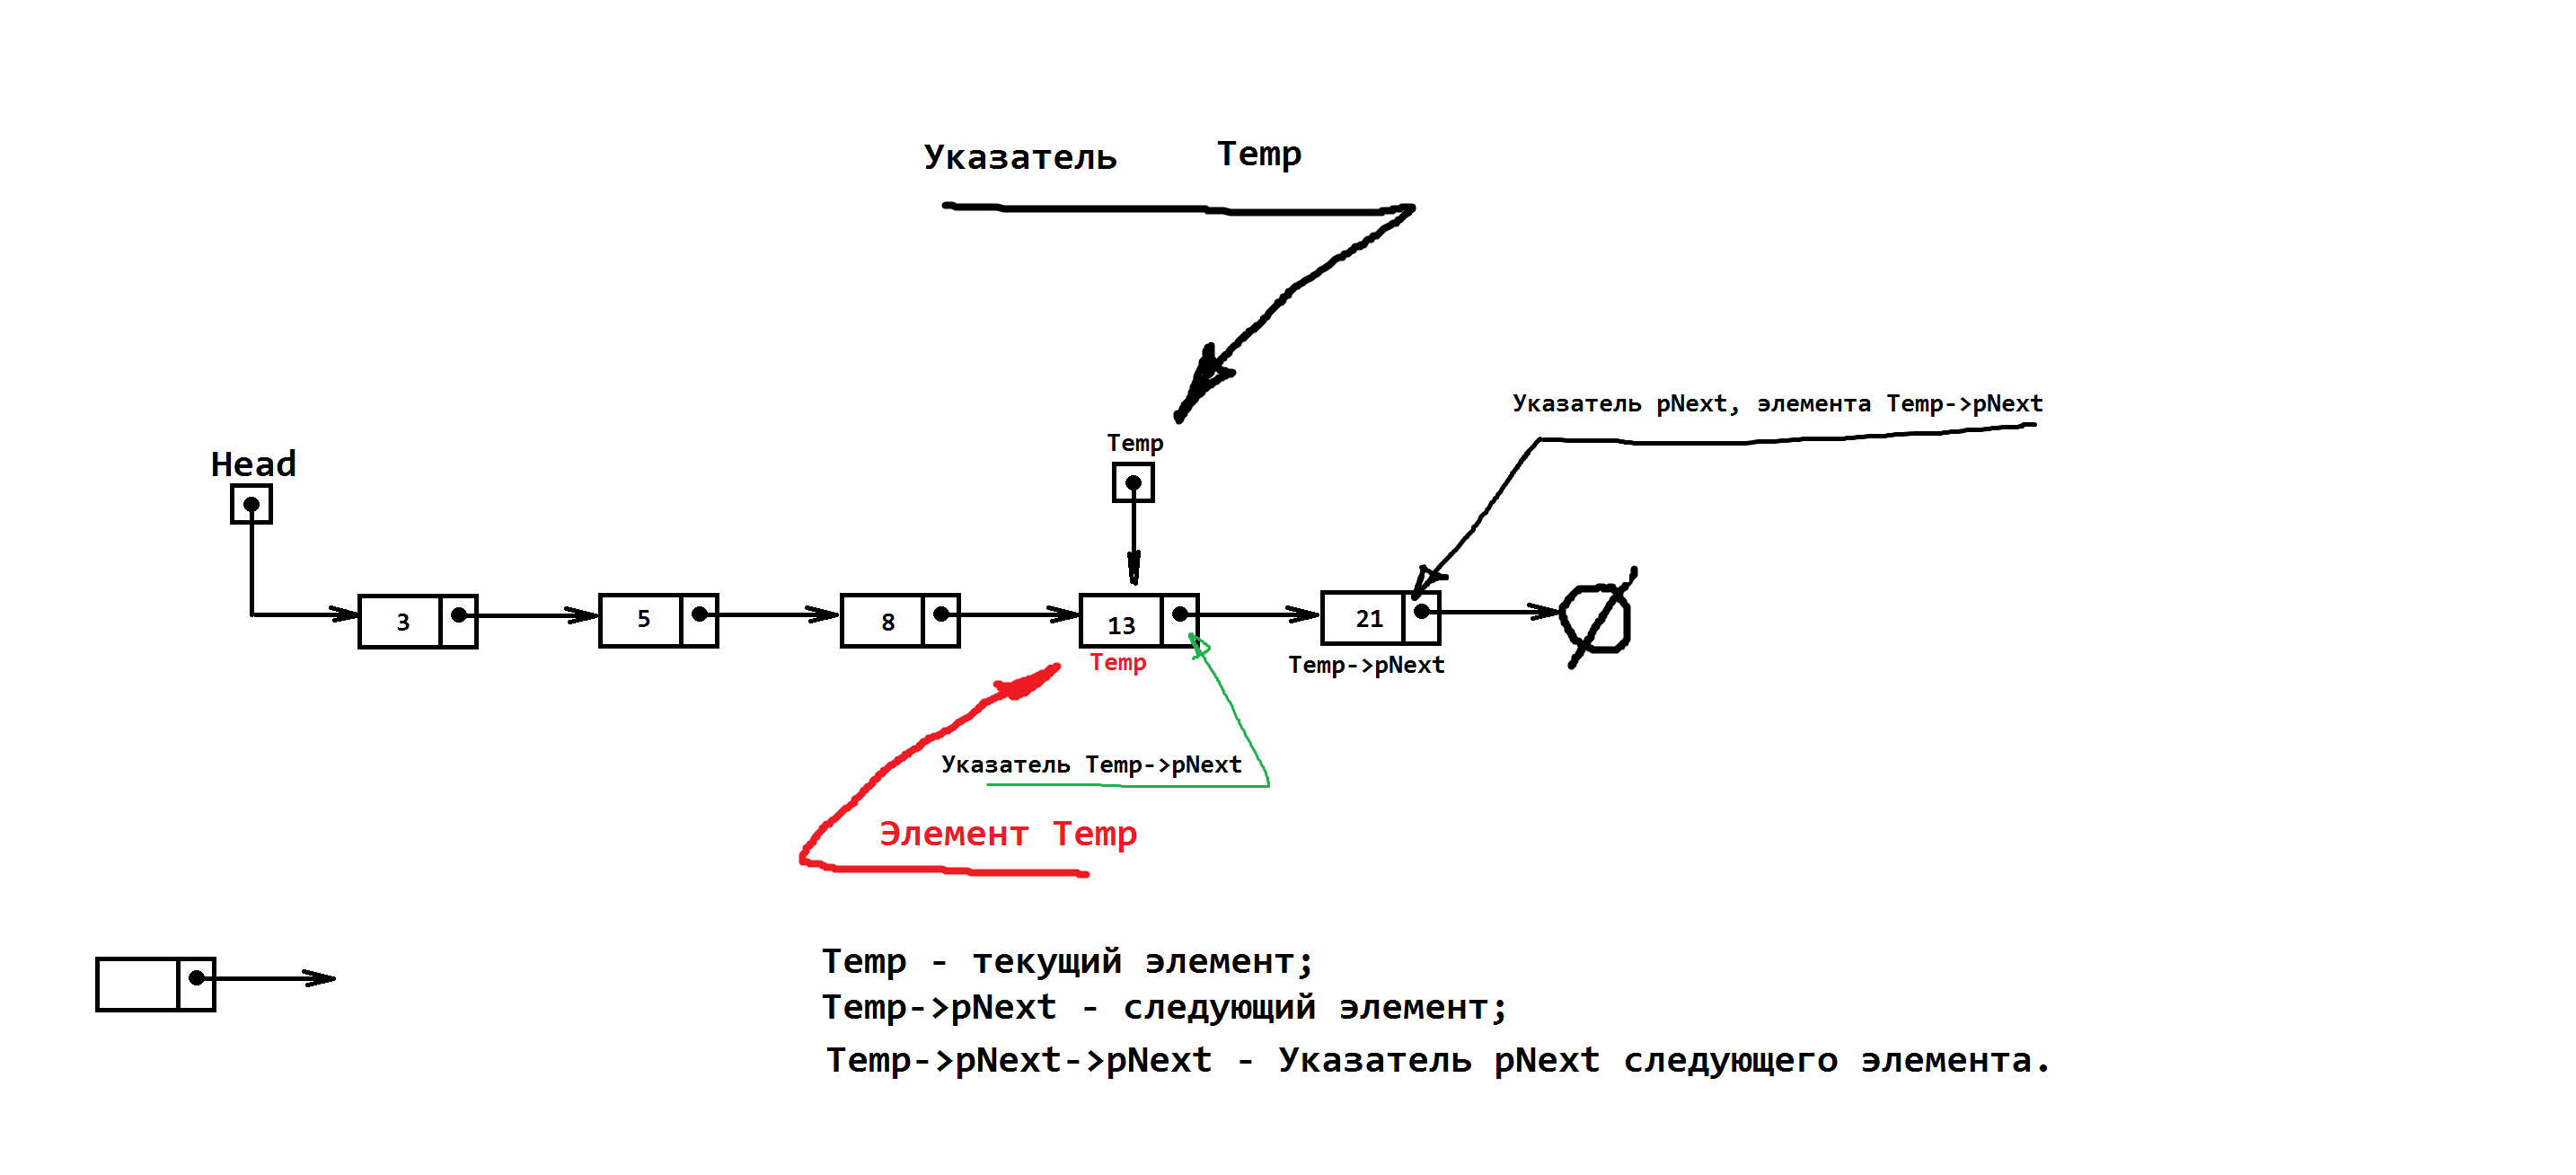 Указатель Temp
Указатель pNext, элемента Temp->pNext
Temp
Head
3 5 8 13 21
Temp
Temp->pNext
Указатель Temp->pNext
Элемент Temp
Temp - текущий элемент;
Temp->pNext - следующий элемент;
Temp->pNext->pNext - Указатель pNext следующего элемента.